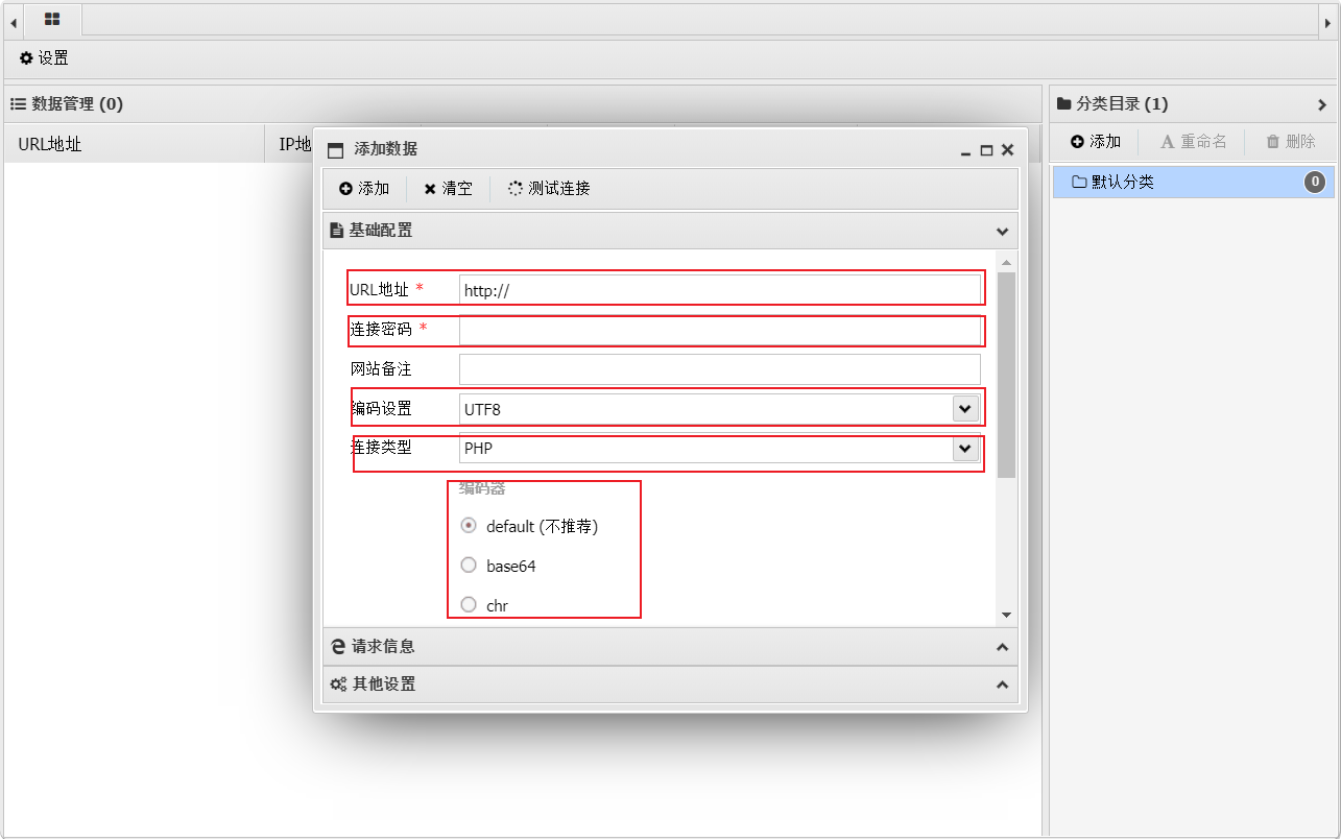 设置
数据管理 (0)
分类目录 (1)
URL地址 IP地
添加 重命名 删除
默认分类 0
添加数据
添加 清空 测试连接
基础配置
URL地址 * http://
连接密码 *
网站备注
编码设置 UTF8
连接类型 PHP
编码器
default (不推荐)
base64
chr
请求信息
其他设置